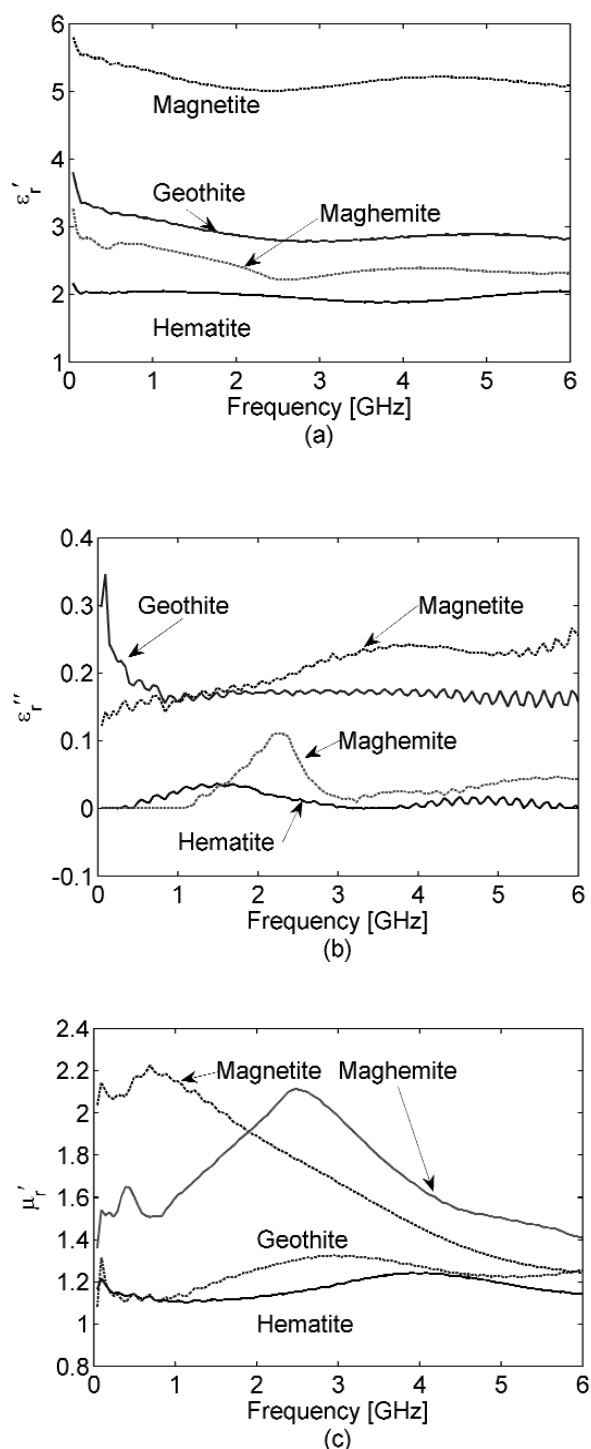 6
5
4
3
2
1
εr′
Magnetite
Geothite
Maghemite
Hematite
0 1 2 3 4 5 6
Frequency [GHz]
(a)
0.4
0.3
0.2
0.1
0
-0.1
εr′′
Geothite
Magnetite
Maghemite
Hematite
0 1 2 3 4 5 6
Frequency [GHz]
(b)
2.4
2.2
2
1.8
1.6
1.4
1.2
1
0.8
μr′
Magnetite Maghemite
Geothite
Hematite
0 1 2 3 4 5 6
Frequency [GHz]
(c)